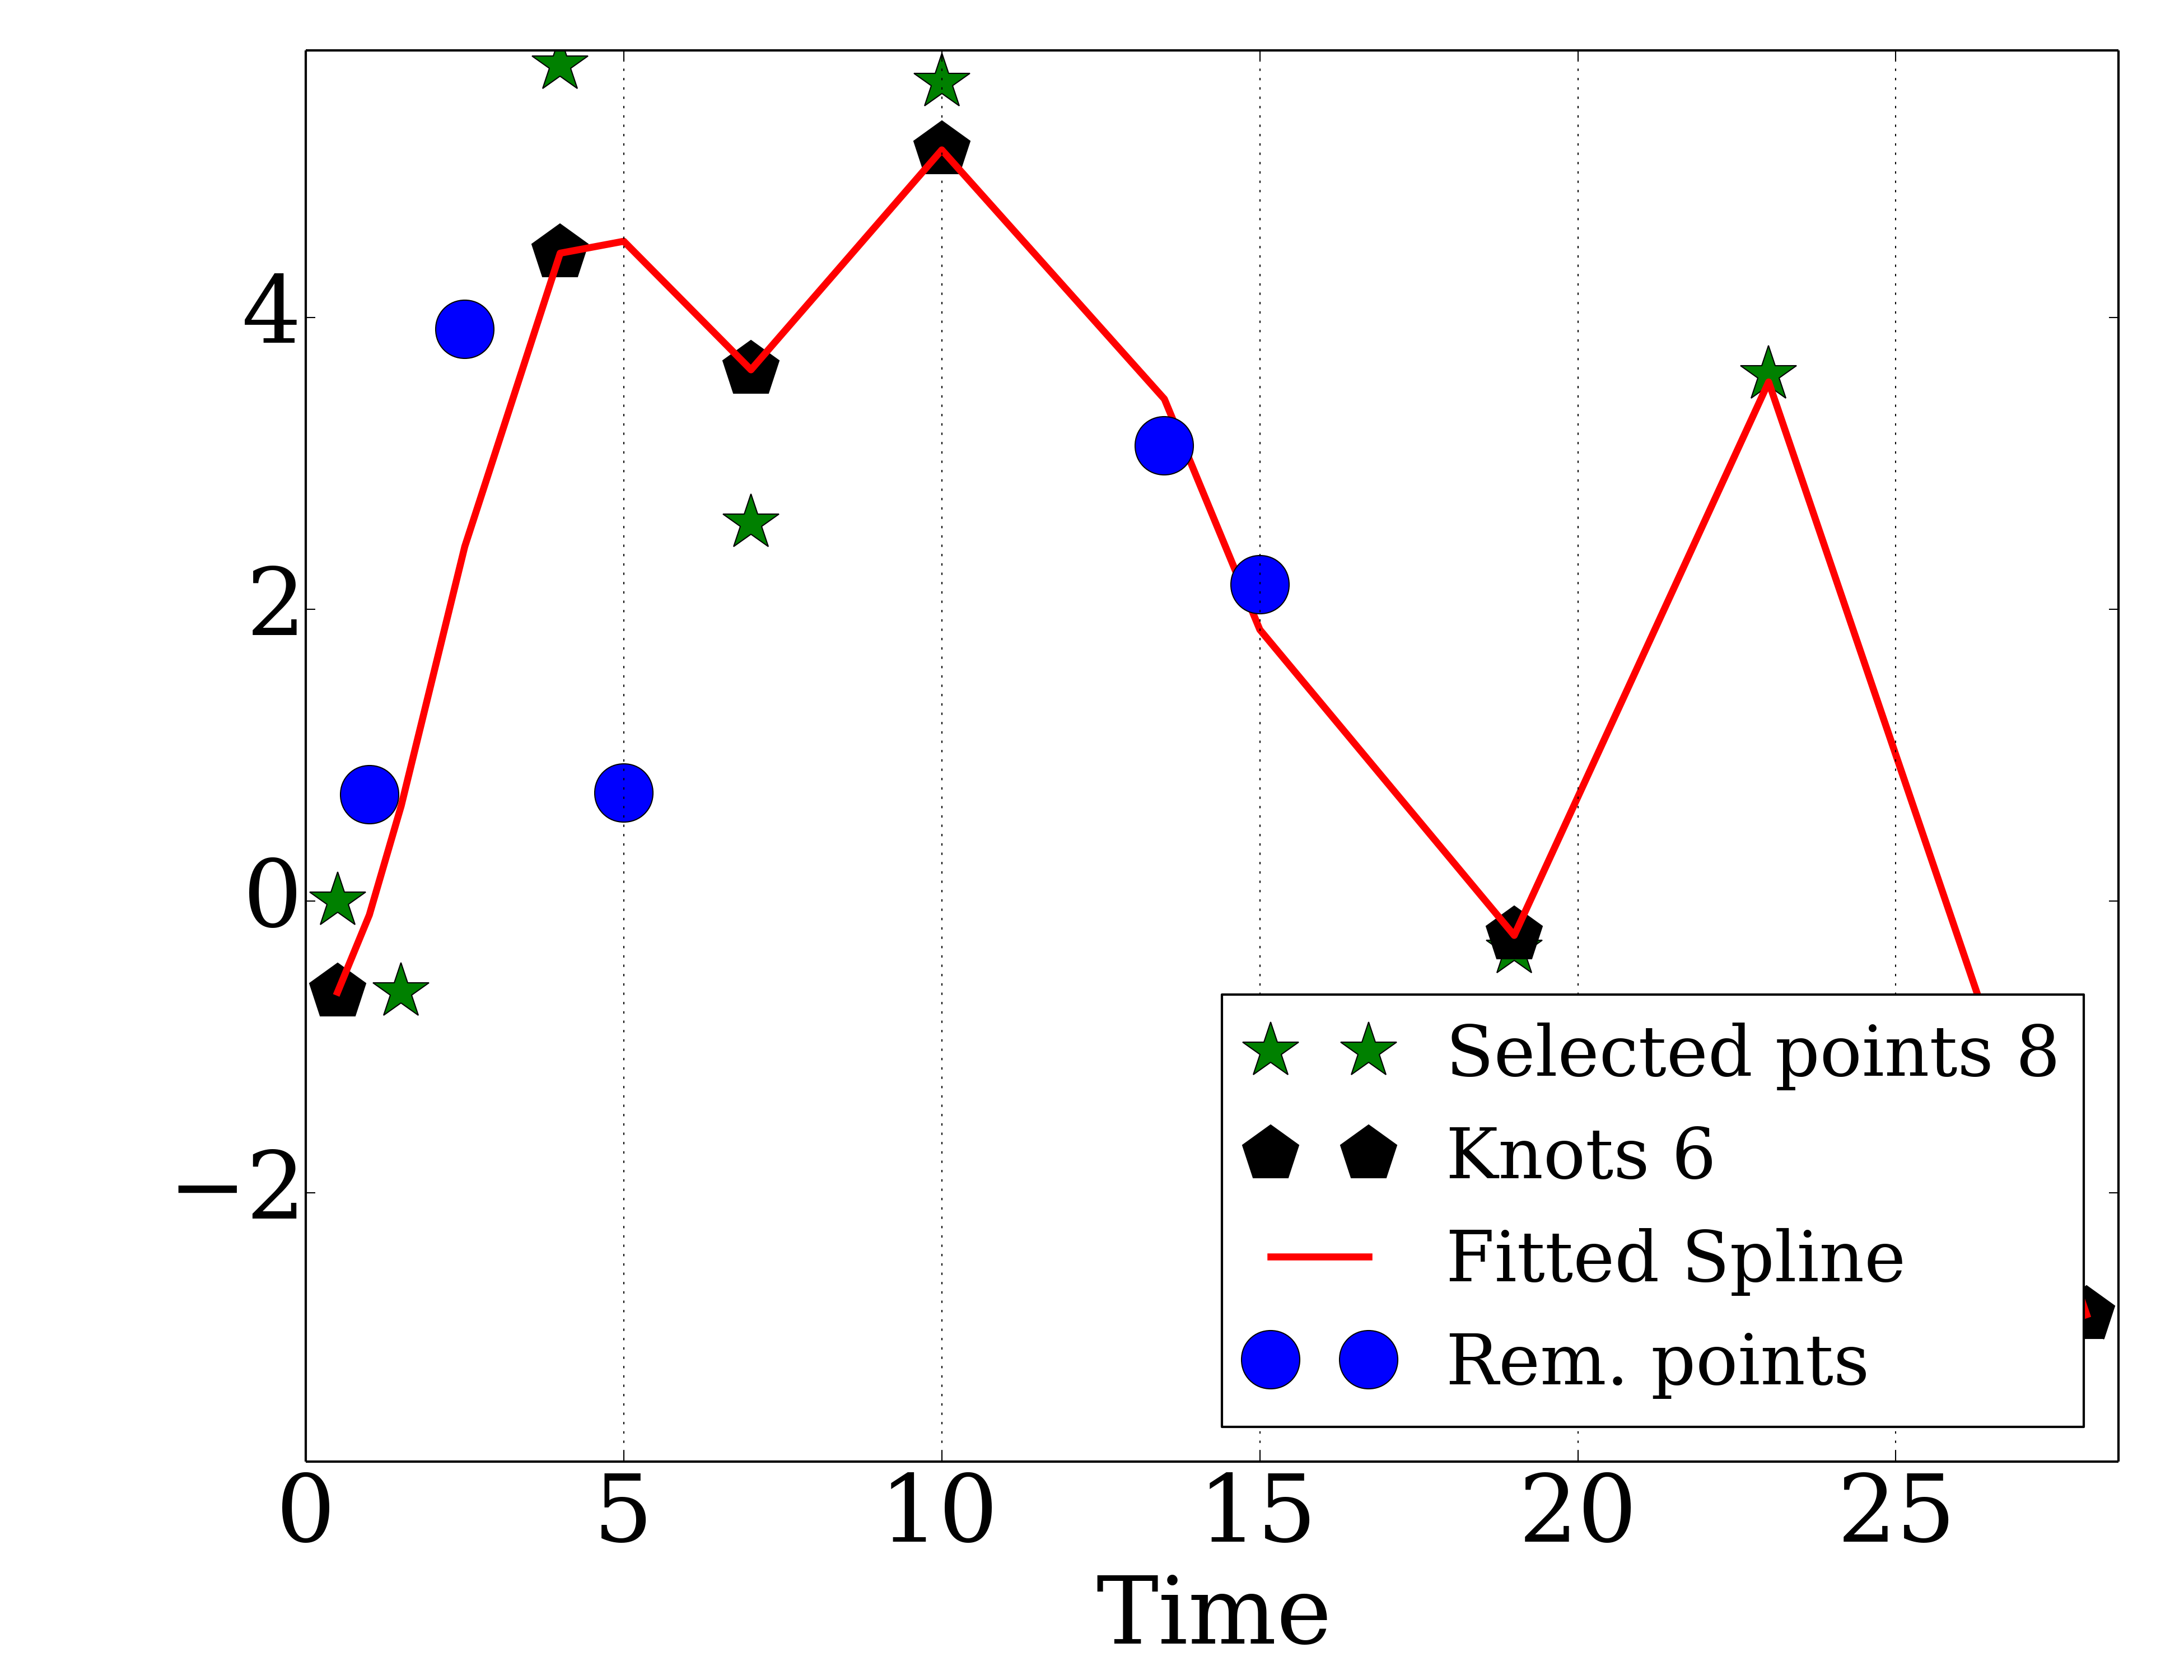 4
2
0
−2
Selected points 8
Knots 6
Fitted Spline
Rem. points
0 5 10 15 20 25
Time